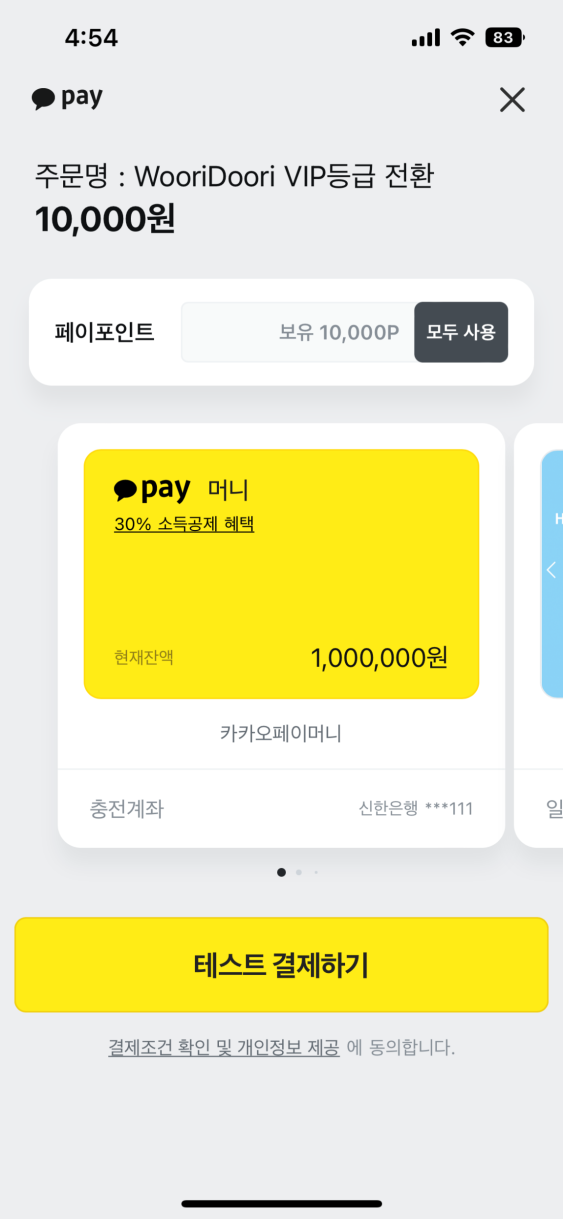 4:54
83
pay
주문명 : WooriDoori VIP등급 전환
10,000원
페이포인트
보유 10,000P
모두 사용
pay 머니
30% 소득공제 혜택
현재잔액
1,000,000원
카카오페이머니
충전계좌
신한은행 ***111
H
일
테스트 결제하기
결제조건 확인 및 개인정보 제공 에 동의합니다.